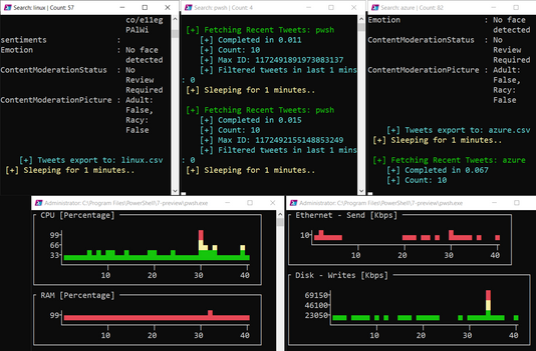 Search: linux | Count: 57
co/e11eg
PAlWi
sentiments :
Emotion : No face
detected
ContentModerationStatus : No
Review
Required
ContentModerationPicture : Adult:
False,
Racy:
False
[+] Tweets export to: linux.csv
[+] Sleeping for 1 minutes..
Search: pwsh | Count: 4
[+] Fetching Recent Tweets: pwsh
[+] Completed in 0.011
[+] Count: 10
[+] Max ID: 1172491891973083137
[+] Filtered tweets in last 1 mins
: 0
[+] Sleeping for 1 minutes..
[+] Fetching Recent Tweets: pwsh
[+] Completed in 0.015
[+] Count: 10
[+] Max ID: 1172492155148853249
[+] Filtered tweets in last 1 mins
: 0
[+] Sleeping for 1 minutes..
Search: azure | Count: 82
Emotion : No face
detected
ContentModerationStatus : No
Review
Required
ContentModerationPicture : Adult:
False,
Racy:
False
[+] Tweets export to: azure.csv
[+] Sleeping for 1 minutes..
[+] Fetching Recent Tweets: azure
[+] Completed in 0.067
[+] Count: 10
Administrator: C:\Program Files\PowerShell\7-preview\pwsh.exe
CPU [Percentage]
99
66
33
10 20 30 40
RAM [Percentage]
99
10 20 30 40
Administrator: C:\Program Files\PowerShell\7-preview\pwsh.exe
Ethernet - Send [Kbps]
10
10 20 30 40
Disk - Writes [Kbps]
69150
46100
23050
10 20 30 40